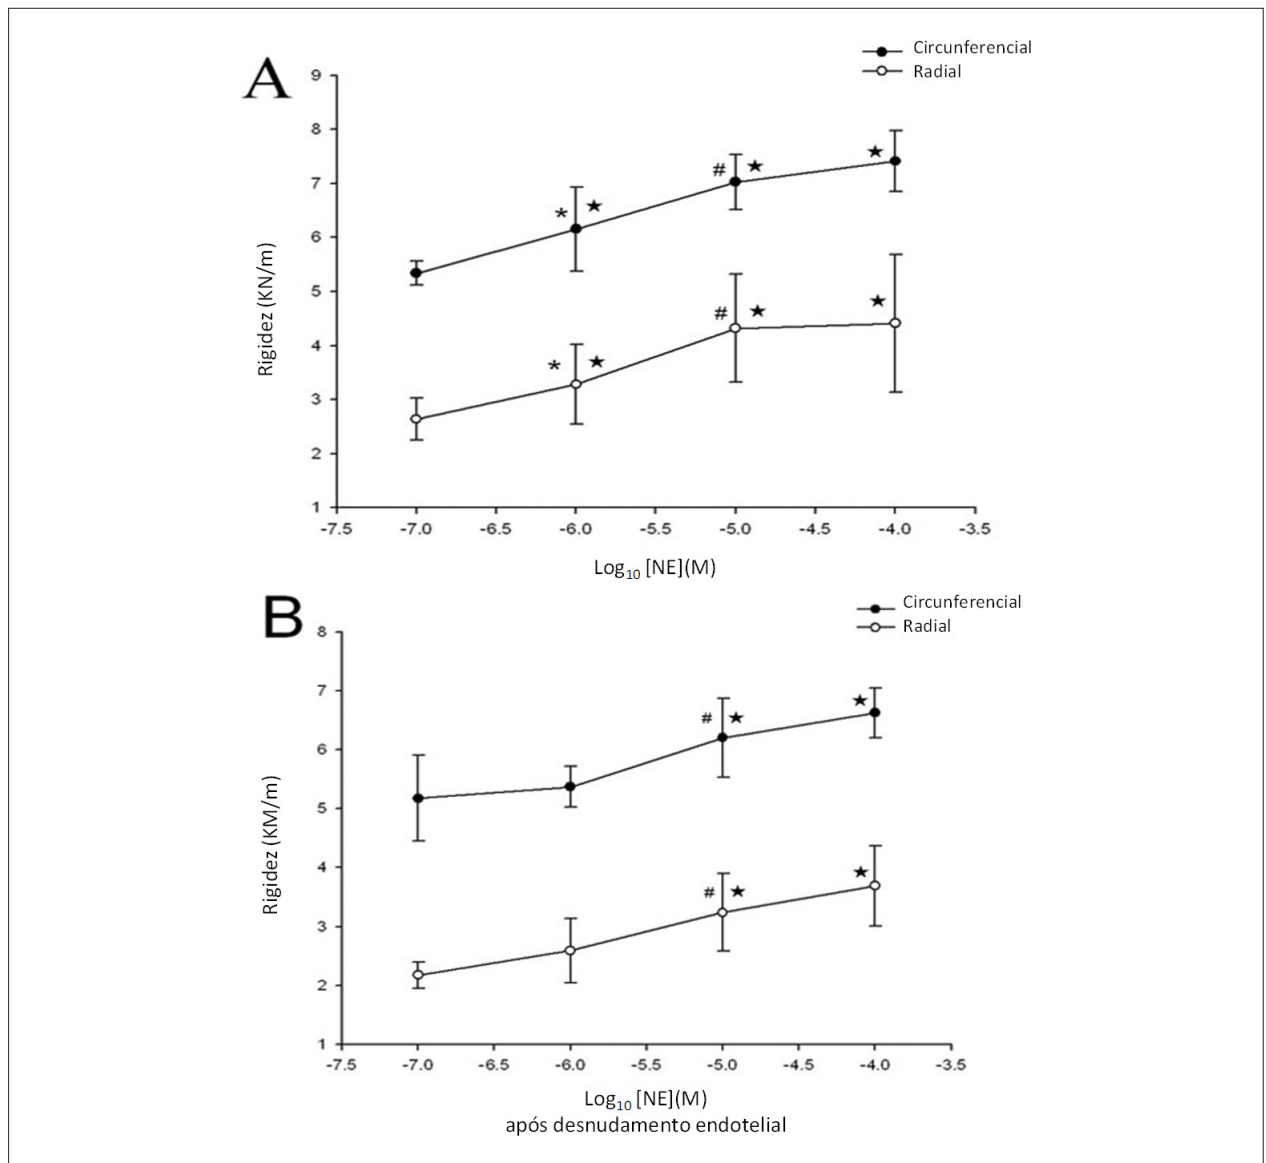 A
Circunferencial
Radial
9
8
# ★ ★
7
* ★
6
5
# ★ ★
4
* ★
3
2
1
Rigidez (KN/m)
-7.5 -7.0 -6.5 -6.0 -5.5 -5.0 -4.5 -4.0 -3.5
Log₁₀ [NE](M)
B
Circunferencial
Radial
8
7
# ★ ★
6
5
4
# ★ ★
3
2
1
Rigidez (KM/m)
-7.5 -7.0 -6.5 -6.0 -5.5 -5.0 -4.5 -4.0 -3.5
Log₁₀ [NE](M)
após desnudamento endotelial